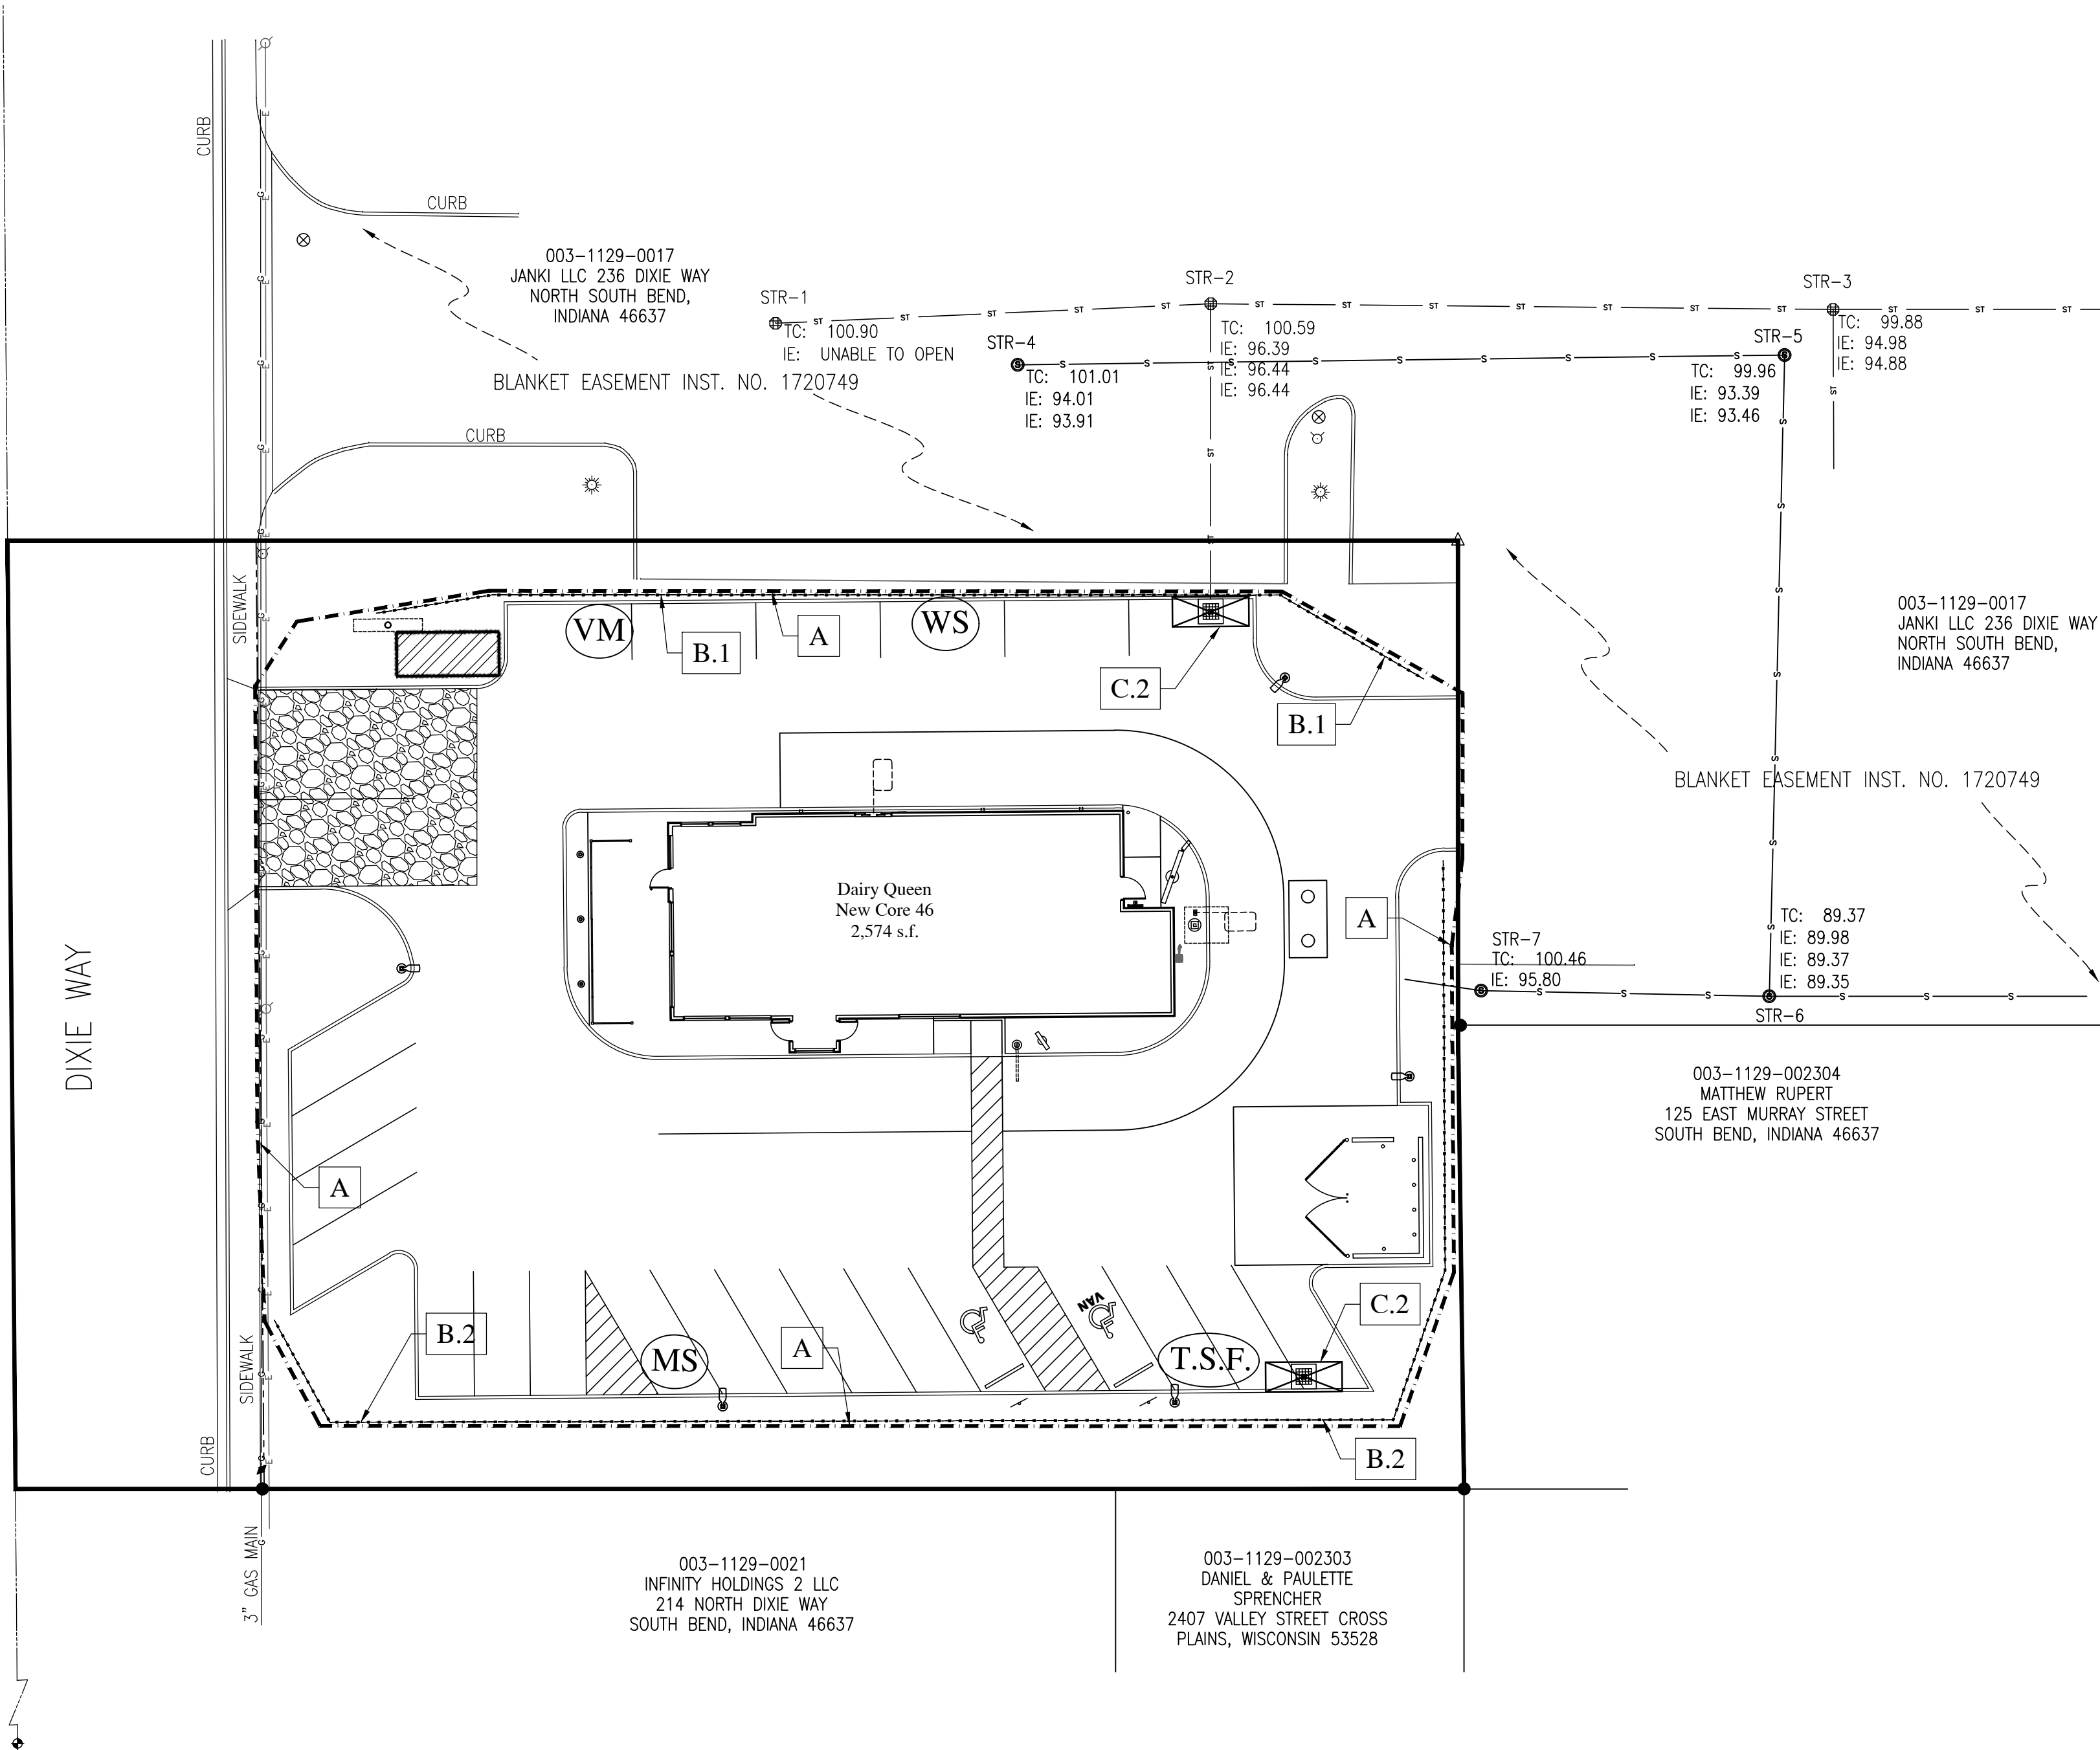 CURB
CURB
003-1129-0017
JANKI LLC 236 DIXIE WAY
NORTH SOUTH BEND,
INDIANA 46637
STR-1
TC: 100.90
IE: UNABLE TO OPEN
STR-2
TC: 100.59
IE: 96.39
IE: 96.44
IE: 96.44
STR-3
TC: 99.88
IE: 94.98
IE: 94.88
STR-4
TC: 101.01
IE: 94.01
IE: 93.91
STR-5
TC: 99.96
IE: 93.39
IE: 93.46
BLANKET EASEMENT INST. NO. 1720749
CURB
SIDEWALK
VM
B.1
A
WS
C.2
B.1
003-1129-0017
JANKI LLC 236 DIXIE WAY
NORTH SOUTH BEND,
INDIANA 46637
BLANKET EASEMENT INST. NO. 1720749
Dairy Queen
New Core 46
2,574 s.f.
A
STR-7
TC: 100.46
IE: 95.80
TC: 89.37
IE: 89.98
IE: 89.37
IE: 89.35
STR-6
DIXIE WAY
003-1129-002304
MATTHEW RUPERT
125 EAST MURRAY STREET
SOUTH BEND, INDIANA 46637
A
VAN
C.2
B.2
MS
A
T.S.F.
SIDEWALK
CURB
B.2
3" GAS MAIN
003-1129-0021
INFINITY HOLDINGS 2 LLC
214 NORTH DIXIE WAY
SOUTH BEND, INDIANA 46637
003-1129-002303
DANIEL & PAULETTE
SPRENCHER
2407 VALLEY STREET CROSS
PLAINS, WISCONSIN 53528